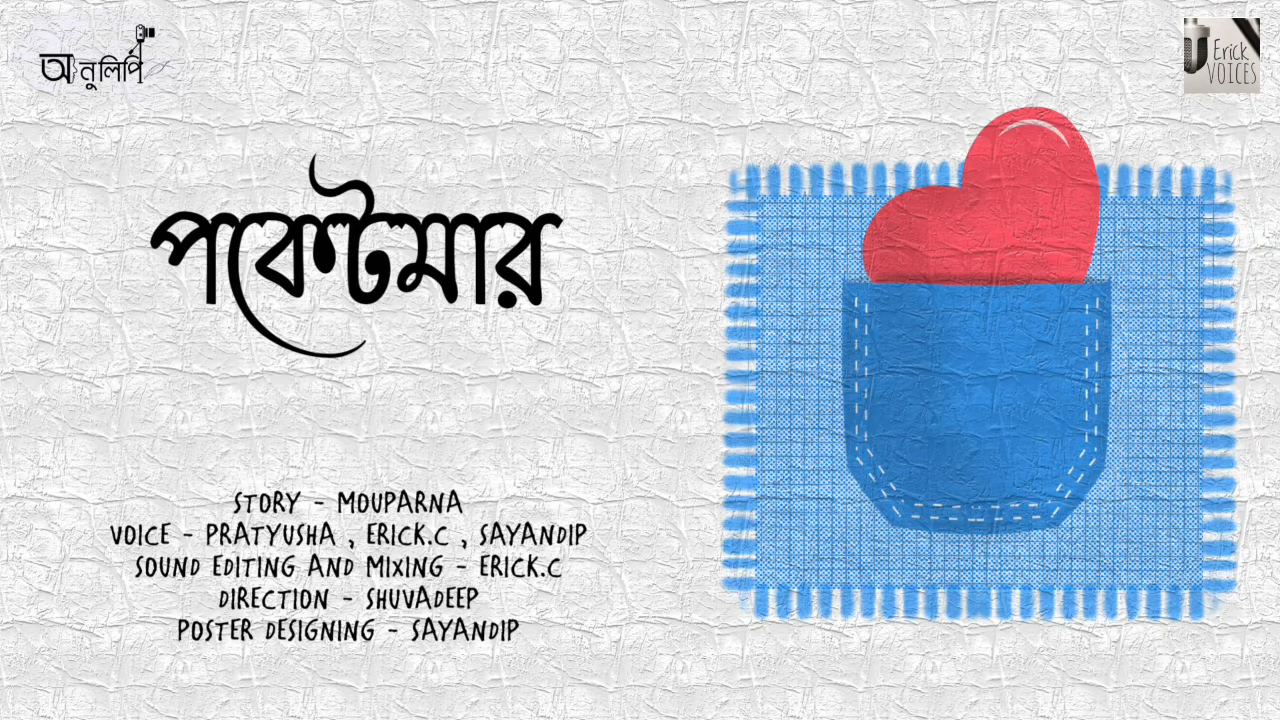 অনুলিপি
Erick
VOICES
পকেটমার
STORY - MOUPARNA
VOICE - PRATYUSHA , ERICK.C , SAYANDIP
SOUND EDITING AND MIXING - ERICK.C
DIRECTION - SHUVADEEP
POSTER DESIGNING - SAYANDIP